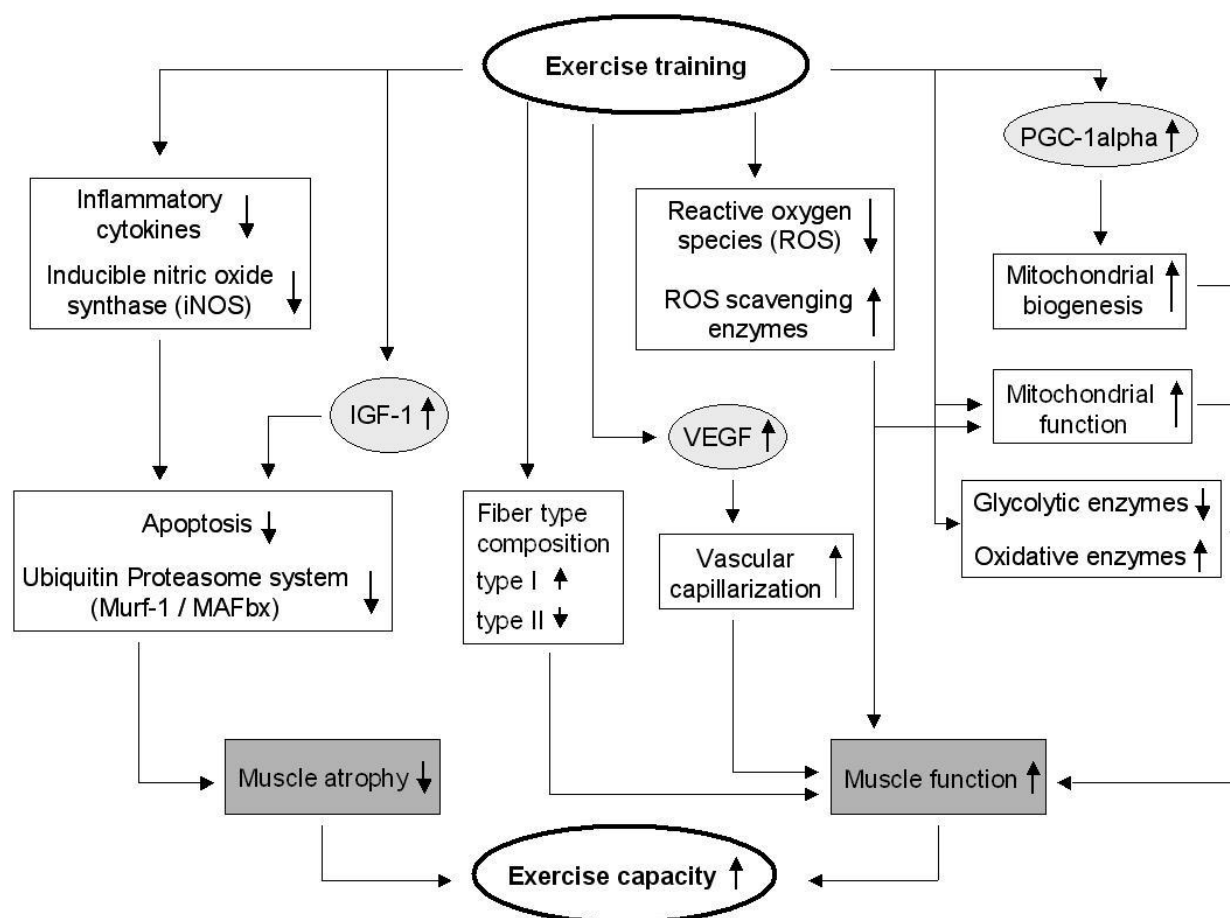 Exercise training
PGC-1alpha
Inflammatory
cytokines
Inducible nitric oxide
synthase (iNOS)
Reactive oxygen
species (ROS)
ROS scavenging
enzymes
Mitochondrial
biogenesis
IGF-1
VEGF
Mitochondrial
function
Apoptosis
Ubiquitin Proteasome system
(Murf-1 / MAFbx)
Fiber type
composition
type I
type II
Vascular
capillarization
Glycolytic enzymes
Oxidative enzymes
Muscle atrophy
Muscle function
Exercise capacity